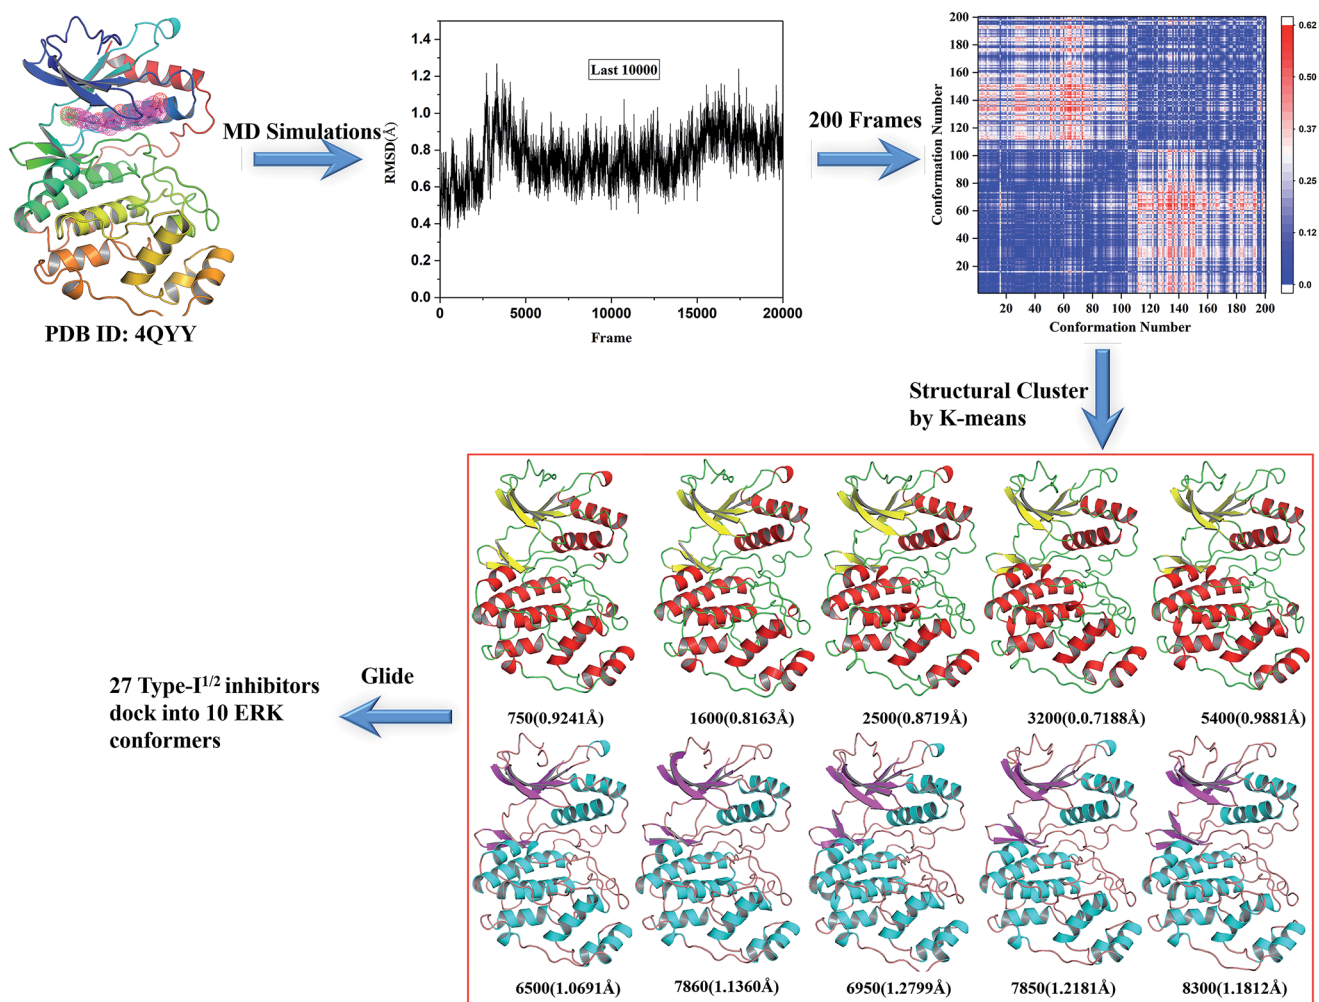 PDB ID: 4QYY
MD Simulations
RMSD(Å)
1.4
1.2
1.0
0.8
0.6
0.4
0.2
0.0
Last 10000
0
5000
10000
15000
20000
Frame
200 Frames
Conformation Number
200
180
160
140
120
100
80
60
40
20
20 40 60 80 100 120 140 160 180 200
Conformation Number
0.62
0.50
0.37
0.25
0.12
0.0
Structural Cluster
by K-means
750(0.9241Å)
1600(0.8163Å)
2500(0.8719Å)
3200(0.0.7188Å)
5400(0.9881Å)
6500(1.0691Å)
7860(1.1360Å)
6950(1.2799Å)
7850(1.2181Å)
8300(1.1812Å)
Glide
27 Type-I1/2 inhibitors
dock into 10 ERK
conformers